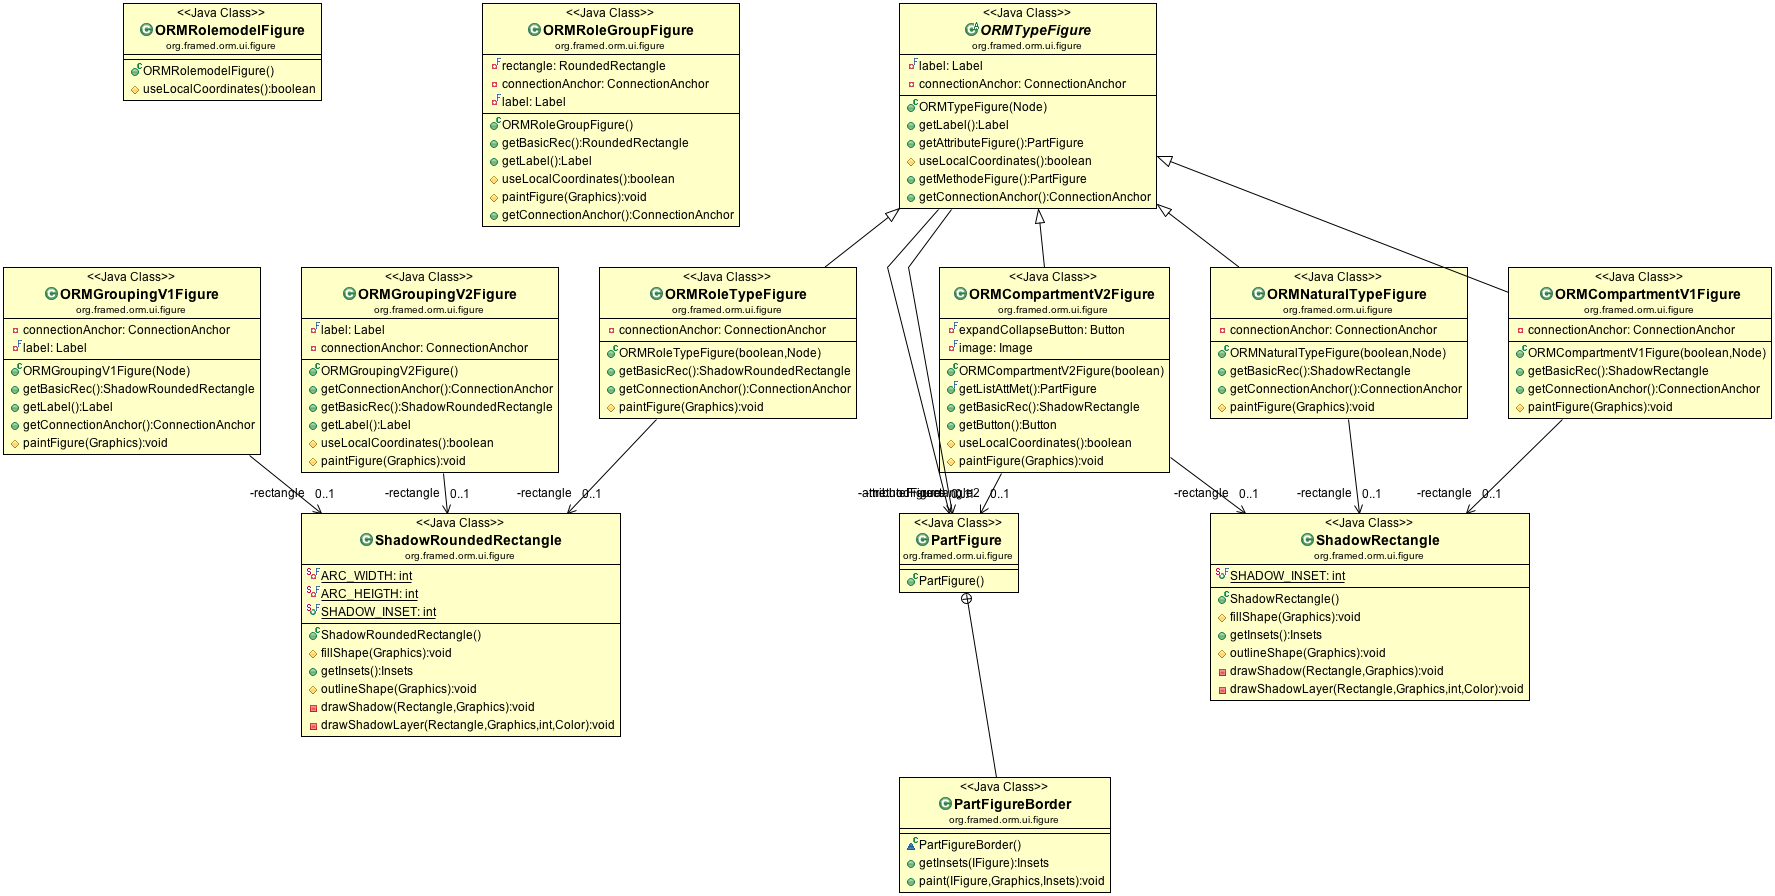 <<Java Class>>
ORMRolemodelFigure
org.framed.orm.ui.figure
ORMRolemodelFigure()
useLocalCoordinates():boolean
<<Java Class>>
ORMRoleGroupFigure
org.framed.orm.ui.figure
rectangle: RoundedRectangle
connectionAnchor: ConnectionAnchor
label: Label
ORMRoleGroupFigure()
getBasicRec():RoundedRectangle
getLabel():Label
useLocalCoordinates():boolean
paintFigure(Graphics):void
getConnectionAnchor():ConnectionAnchor
<<Java Class>>
ORMTypeFigure
org.framed.orm.ui.figure
label: Label
connectionAnchor: ConnectionAnchor
ORMTypeFigure(Node)
getLabel():Label
getAttributeFigure():PartFigure
useLocalCoordinates():boolean
getMethodeFigure():PartFigure
getConnectionAnchor():ConnectionAnchor
<<Java Class>>
ORMGroupingV1Figure
org.framed.orm.ui.figure
connectionAnchor: ConnectionAnchor
label: Label
ORMGroupingV1Figure(Node)
getBasicRec():ShadowRoundedRectangle
getLabel():Label
getConnectionAnchor():ConnectionAnchor
paintFigure(Graphics):void
<<Java Class>>
ORMGroupingV2Figure
org.framed.orm.ui.figure
label: Label
connectionAnchor: ConnectionAnchor
ORMGroupingV2Figure()
getConnectionAnchor():ConnectionAnchor
getBasicRec():ShadowRoundedRectangle
getLabel():Label
useLocalCoordinates():boolean
paintFigure(Graphics):void
<<Java Class>>
ORMRoleTypeFigure
org.framed.orm.ui.figure
connectionAnchor: ConnectionAnchor
ORMRoleTypeFigure(boolean,Node)
getBasicRec():ShadowRoundedRectangle
getConnectionAnchor():ConnectionAnchor
paintFigure(Graphics):void
<<Java Class>>
ORMCompartmentV2Figure
org.framed.orm.ui.figure
expandCollapseButton: Button
image: Image
ORMCompartmentV2Figure(boolean)
getListAttMet():PartFigure
getBasicRec():ShadowRectangle
getButton():Button
useLocalCoordinates():boolean
paintFigure(Graphics):void
<<Java Class>>
ORMNaturalTypeFigure
org.framed.orm.ui.figure
connectionAnchor: ConnectionAnchor
ORMNaturalTypeFigure(boolean,Node)
getBasicRec():ShadowRectangle
getConnectionAnchor():ConnectionAnchor
paintFigure(Graphics):void
<<Java Class>>
ORMCompartmentV1Figure
org.framed.orm.ui.figure
connectionAnchor: ConnectionAnchor
ORMCompartmentV1Figure(boolean,Node)
getBasicRec():ShadowRectangle
getConnectionAnchor():ConnectionAnchor
paintFigure(Graphics):void
-rectangle 0..1
-rectangle 0..1
-rectangle 0..1
0..1
-rectangle 0..1
-rectangle 0..1
-rectangle 0..1
<<Java Class>>
ShadowRoundedRectangle
org.framed.orm.ui.figure
ARC_WIDTH: int
ARC_HEIGTH: int
SHADOW_INSET: int
ShadowRoundedRectangle()
fillShape(Graphics):void
getInsets():Insets
outlineShape(Graphics):void
drawShadow(Rectangle,Graphics):void
drawShadowLayer(Rectangle,Graphics,int,Color):void
<<Java Class>>
PartFigure
org.framed.orm.ui.figure
PartFigure()
<<Java Class>>
ShadowRectangle
org.framed.orm.ui.figure
SHADOW_INSET: int
ShadowRectangle()
fillShape(Graphics):void
getInsets():Insets
outlineShape(Graphics):void
drawShadow(Rectangle,Graphics):void
drawShadowLayer(Rectangle,Graphics,int,Color):void
<<Java Class>>
PartFigureBorder
org.framed.orm.ui.figure
PartFigureBorder()
getInsets(IFigure):Insets
paint(IFigure,Graphics,Insets):void